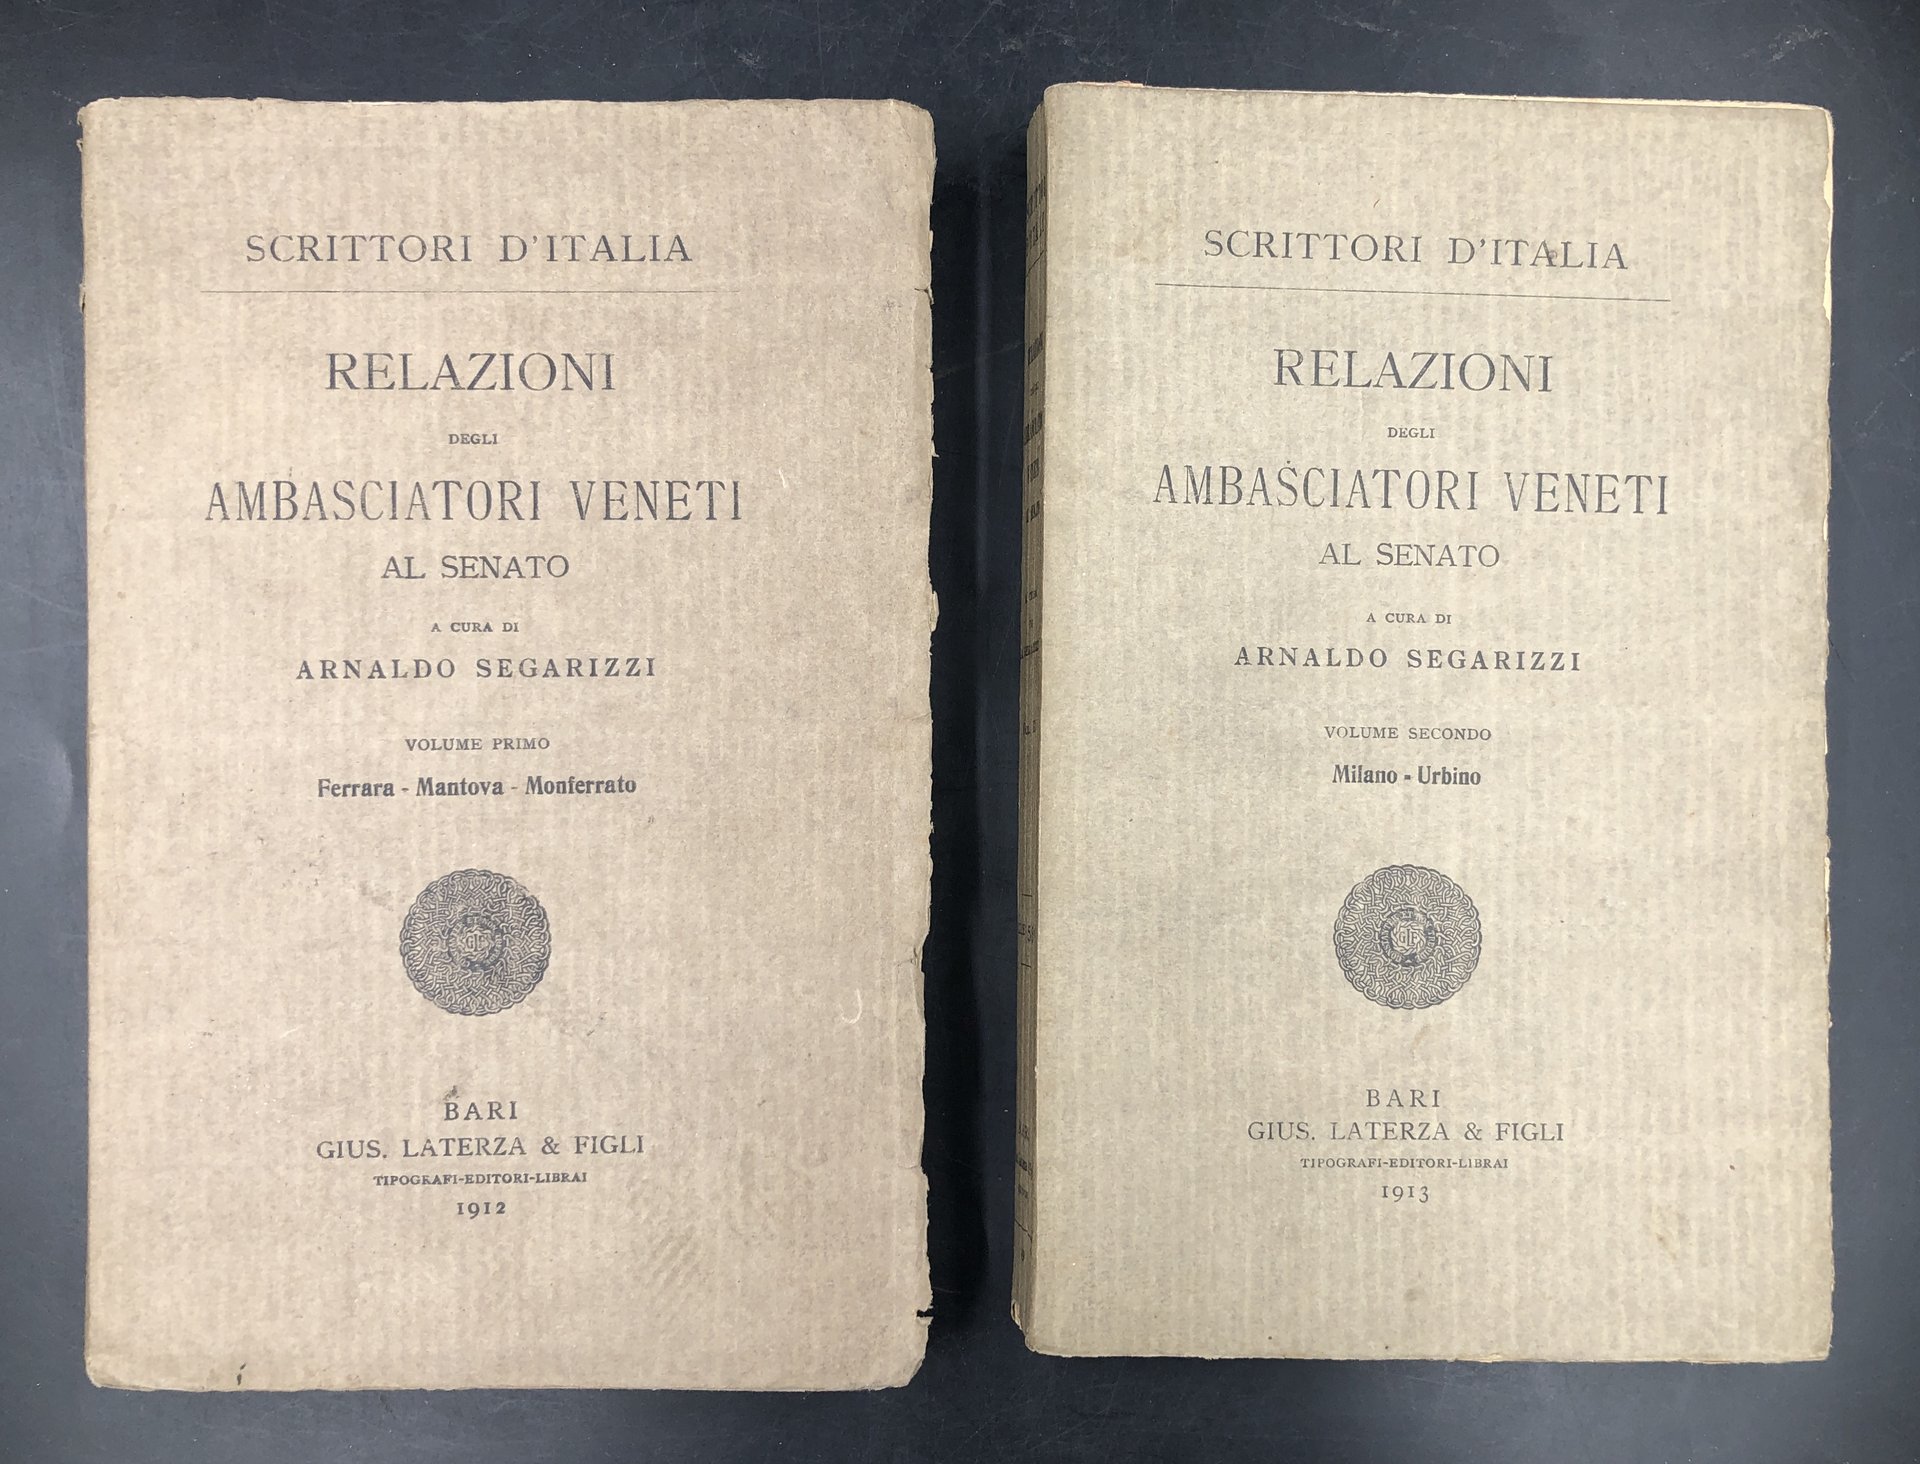 SCRITTORI D'ITALIA
RELAZIONI
DEGLI
AMBASCIATORI VENETI
AL SENATO
A CURA DI
ARNALDO SEGARIZZI
VOLUME PRIMO
Ferrara - Mantova - Monferrato
BARI
GIUS. LATERZA & FIGLI
TIPOGRAFI-EDITORI-LIBRAI
1912
SCRITTORI D'ITALIA
RELAZIONI
DEGLI
AMBASCIATORI VENETI
AL SENATO
A CURA DI
ARNALDO SEGARIZZI
VOLUME SECONDO
Milano - Urbino
BARI
GIUS. LATERZA & FIGLI
TIPOGRAFI-EDITORI-LIBRAI
1913